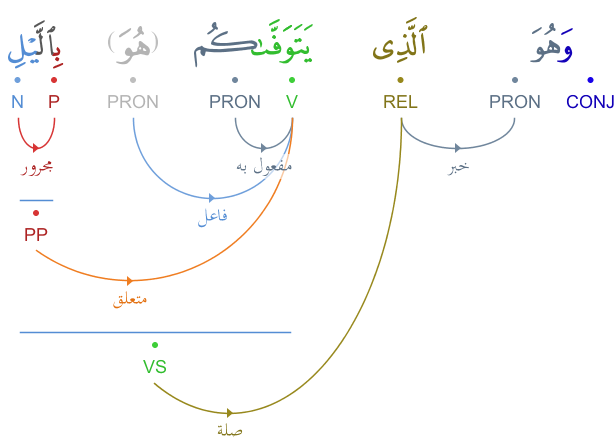 وَهُوَ ٱلَّذِى يَتَوَفَّىٰكُم (هُوَ) بِٱلَّيْلِ
CONJ PRON REL V PRON PRON P N
خبر مفعول به مجرور
فاعل
PP
متعلق
VS
صلة